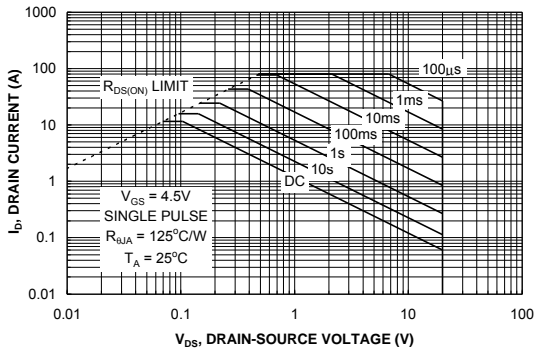 1000
100
10
1
0.1
0.01
I_D, DRAIN CURRENT (A)
R_DS(ON) LIMIT
100μs
1ms
10ms
100ms
1s
10s
DC
V_GS = 4.5V
SINGLE PULSE
R_θJA = 125°C/W
T_A = 25°C
0.01
0.1
1
10
100
V_DS, DRAIN-SOURCE VOLTAGE (V)